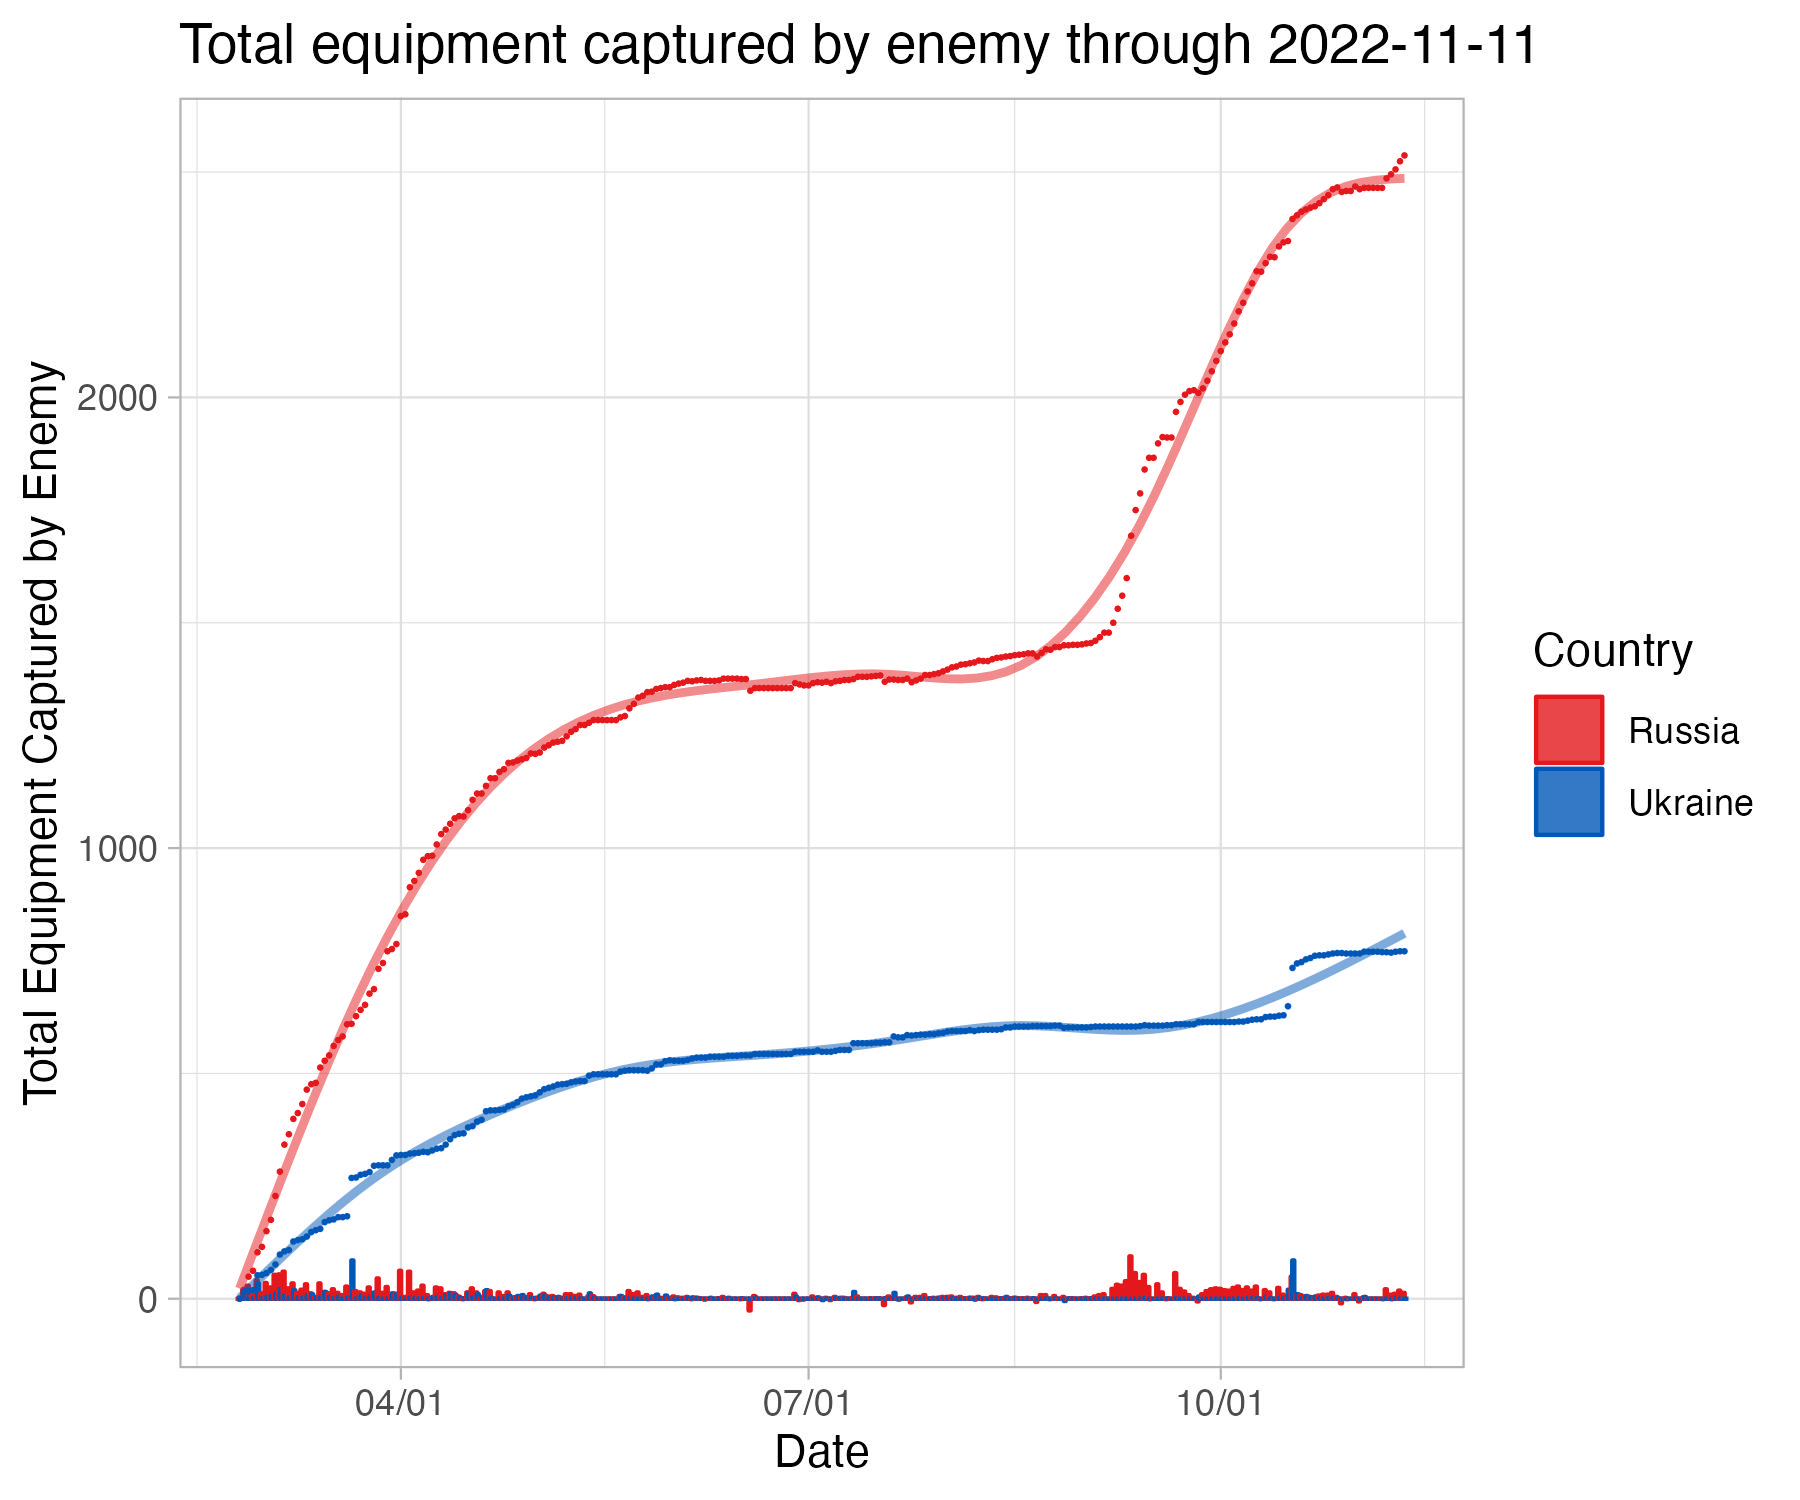 Total equipment captured by enemy through 2022-11-11
Total Equipment Captured by Enemy
2000
1000
0
04/01
07/01
10/01
Date
Country
Russia
Ukraine